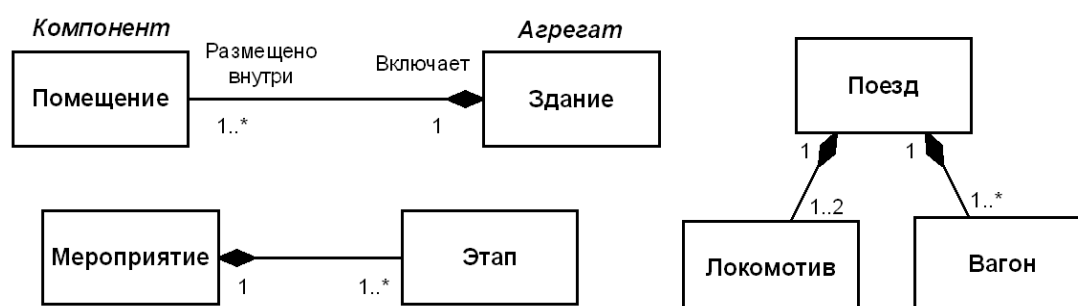 Компонент
Агрегат
Помещение
Размещено
внутри
1..*
Включает
1
Здание
Поезд
1
1
1..2
1..*
Локомотив
Вагон
Мероприятие
1
1..*
Этап